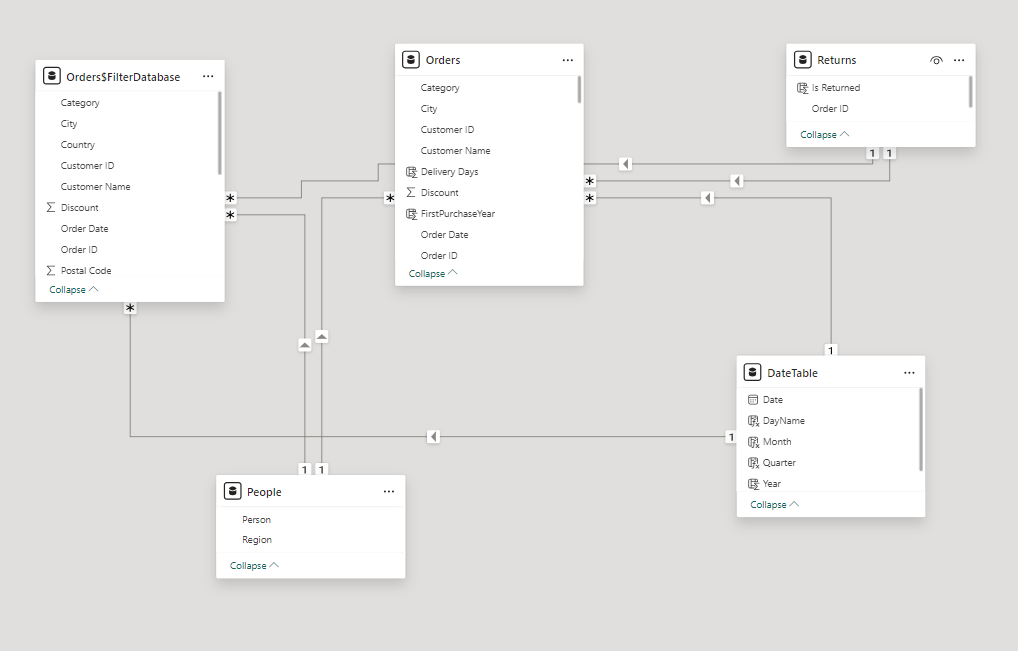 Orders$FilterDatabase
Category
City
Country
Customer ID
Customer Name
Discount
Order Date
Order ID
Postal Code
Collapse
*
*
*
Orders
Category
City
Customer ID
Customer Name
Delivery Days
Discount
FirstPurchaseYear
Order Date
Order ID
Collapse
*
*
*
Returns
Is Returned
Order ID
Collapse
1 1
People
Person
Region
Collapse
1 1
DateTable
Date
DayName
Month
Quarter
Year
Collapse
1
1